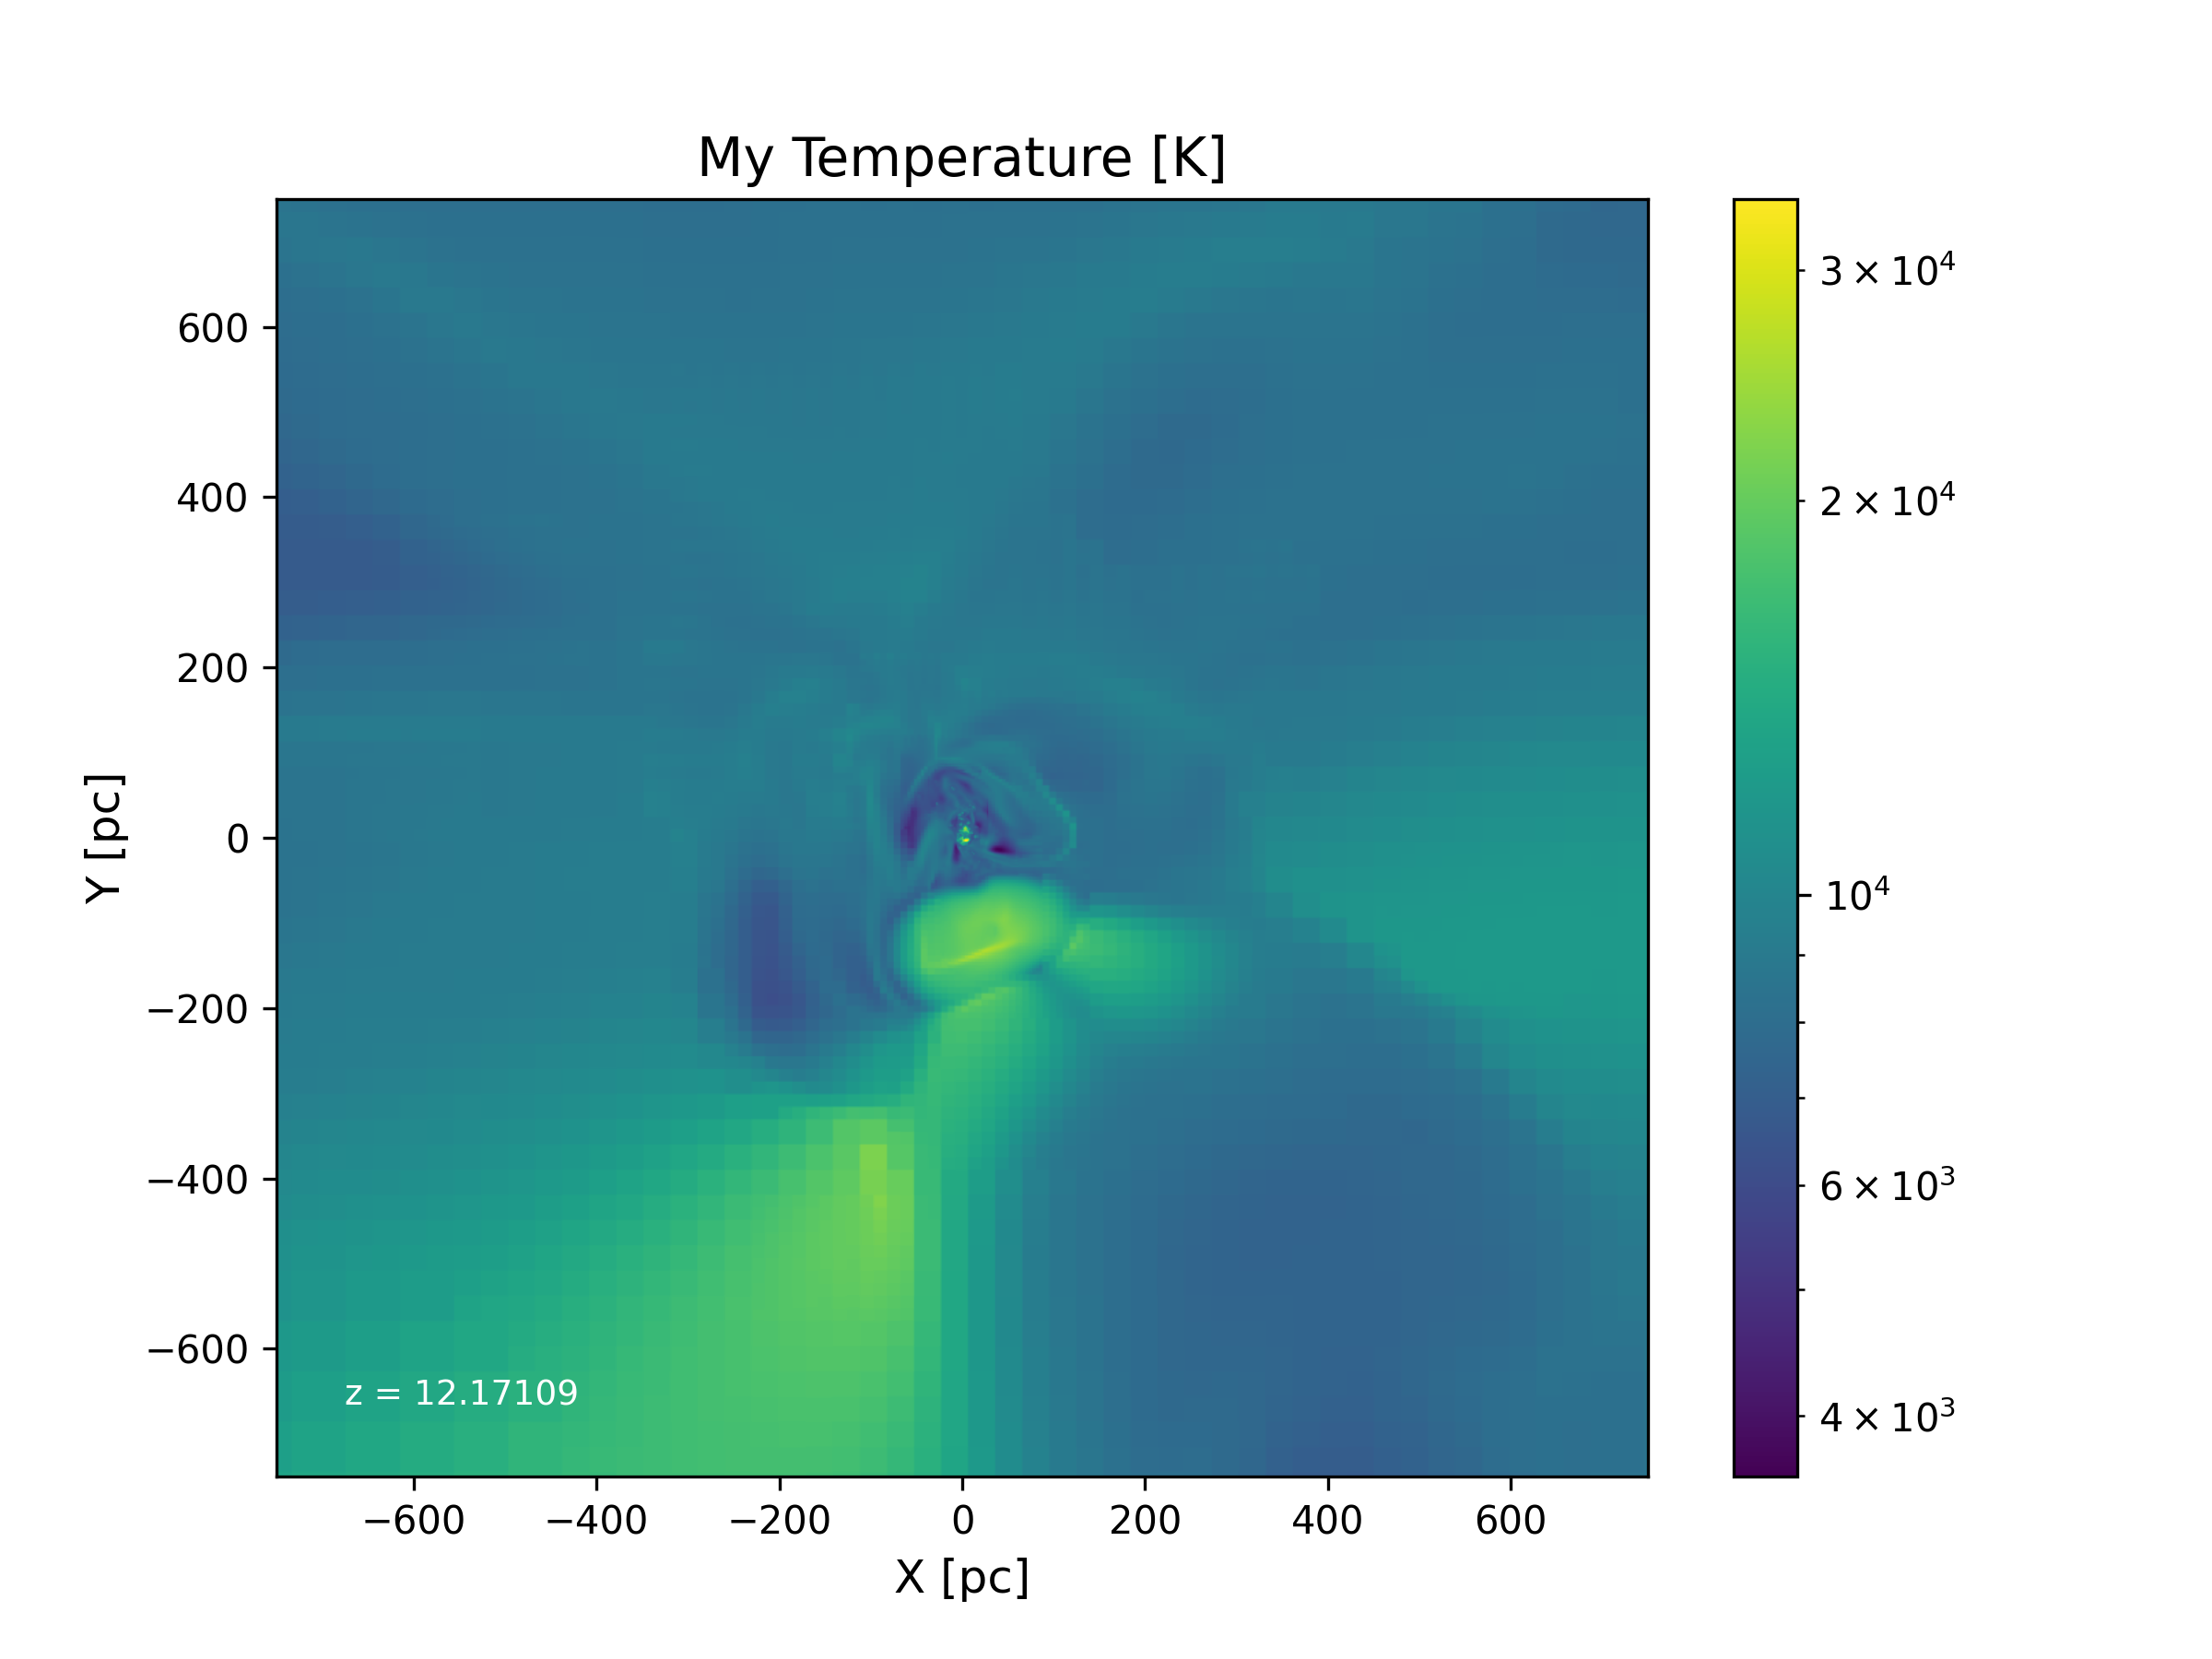 My Temperature [K]
Y [pc]
600
400
200
0
−200
−400
−600
z = 12.17109
−600 −400 −200 0 200 400 600
X [pc]
3 × 10⁴
2 × 10⁴
10⁴
6 × 10³
4 × 10³